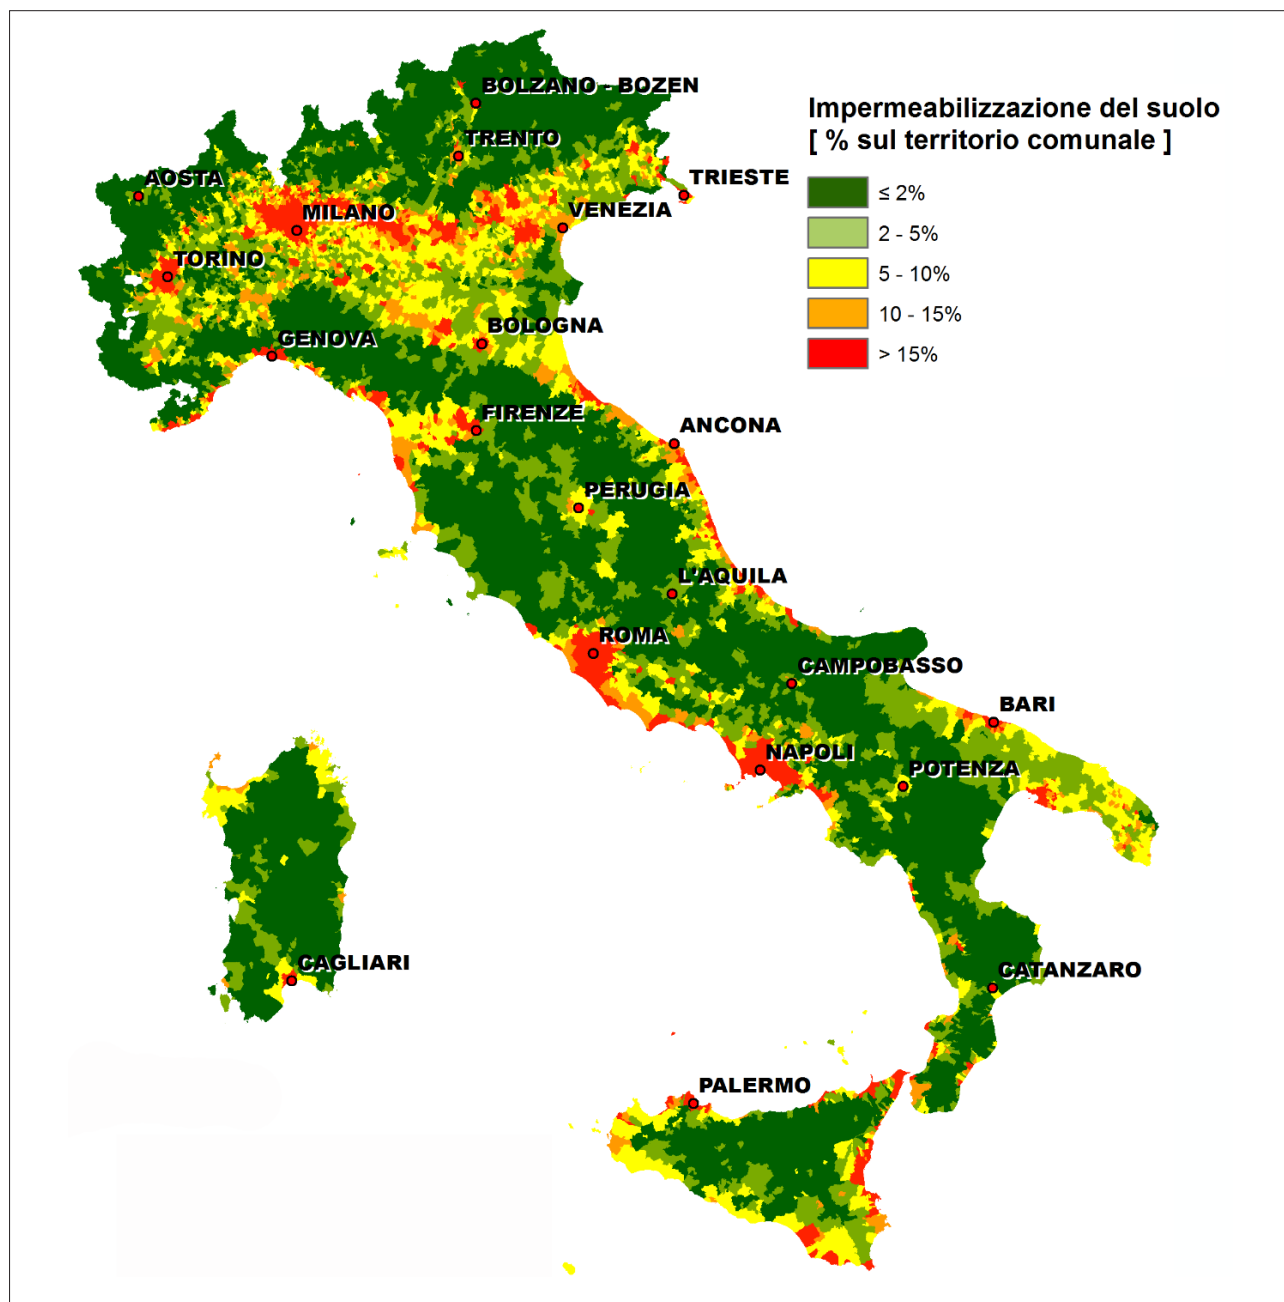 BOLZANO - BOZEN
TRENTO
AOSTA
TRIESTE
MILANO
VENEZIA
TORINO
GENOVA
BOLOGNA
FIRENZE
ANCONA
PERUGIA
L'AQUILA
ROMA
CAMPOBASSO
BARI
NAPOLI
POTENZA
CAGLIARI
CATANZARO
PALERMO
Impermeabilizzazione del suolo
[ % sul territorio comunale ]
≤ 2%
2 - 5%
5 - 10%
10 - 15%
> 15%